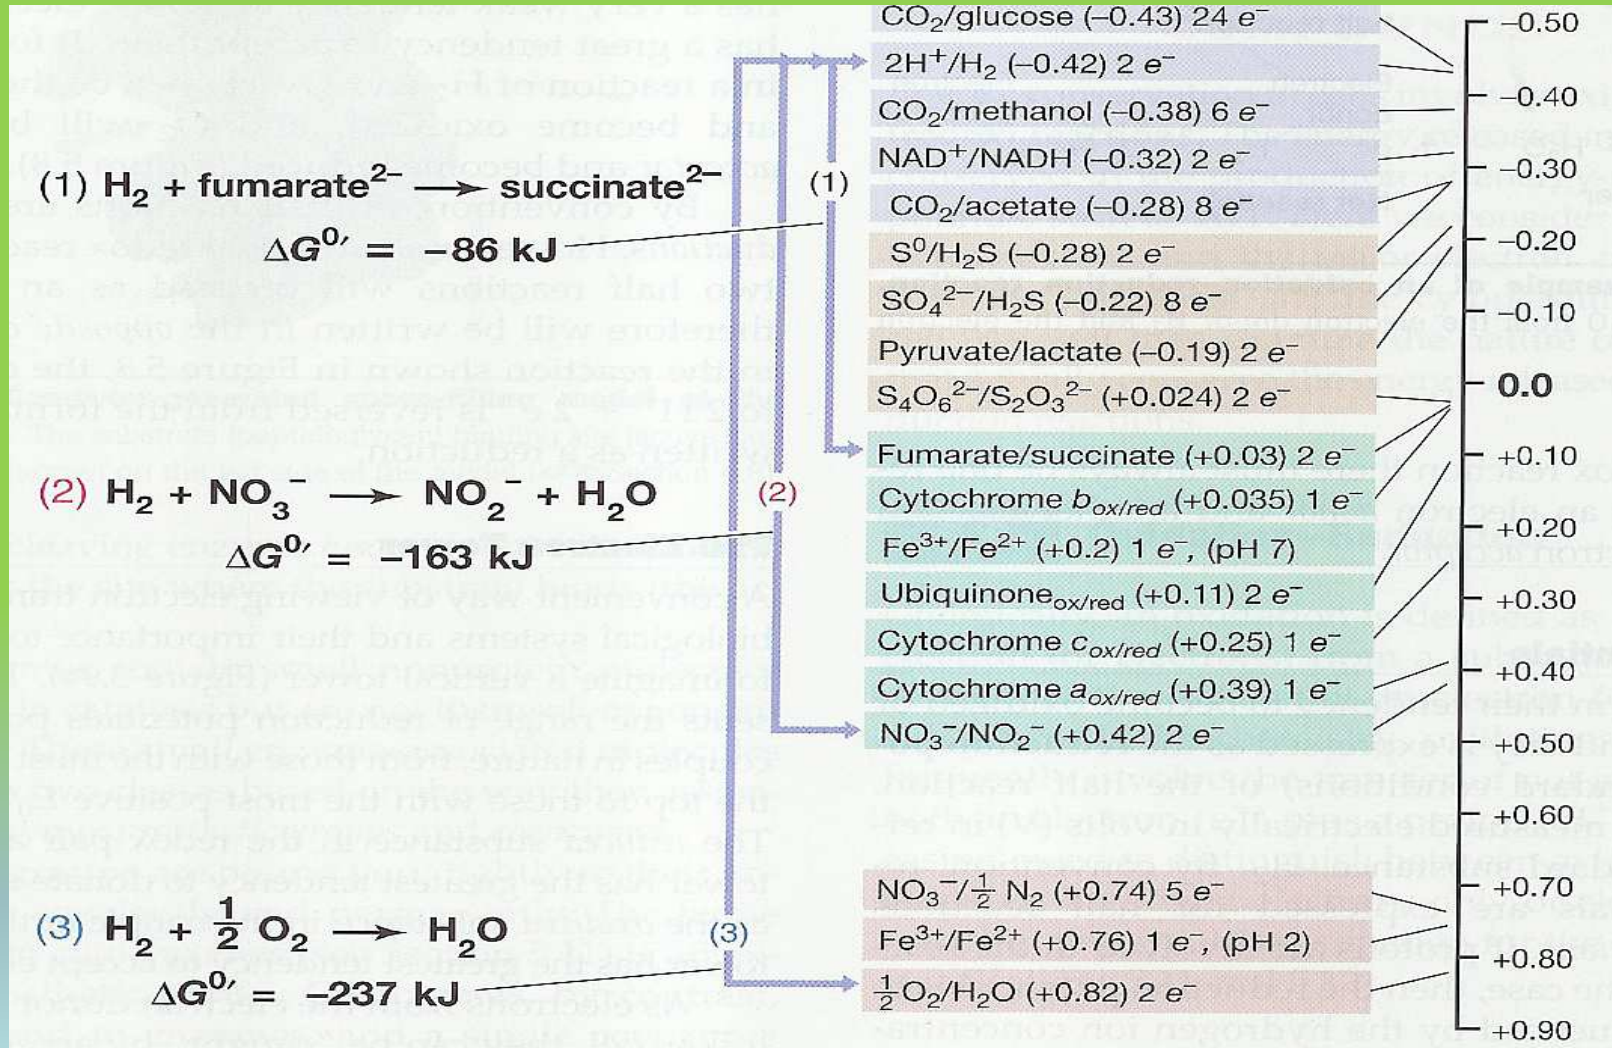 (1) H₂ + fumarate²⁻ ⟶ succinate²⁻
ΔG⁰′ = −86 kJ
(2) H₂ + NO₃⁻ ⟶ NO₂⁻ + H₂O
ΔG⁰′ = −163 kJ
(3) H₂ + ½ O₂ ⟶ H₂O
ΔG⁰′ = −237 kJ
(1)
(2)
(3)
CO₂/glucose (−0.43) 24 e⁻
2H⁺/H₂ (−0.42) 2 e⁻
CO₂/methanol (−0.38) 6 e⁻
NAD⁺/NADH (−0.32) 2 e⁻
CO₂/acetate (−0.28) 8 e⁻
S⁰/H₂S (−0.28) 2 e⁻
SO₄²⁻/H₂S (−0.22) 8 e⁻
Pyruvate/lactate (−0.19) 2 e⁻
S₄O₆²⁻/S₂O₃²⁻ (+0.024) 2 e⁻
Fumarate/succinate (+0.03) 2 e⁻
Cytochrome b ox/red (+0.035) 1 e⁻
Fe³⁺/Fe²⁺ (+0.2) 1 e⁻, (pH 7)
Ubiquinone ox/red (+0.11) 2 e⁻
Cytochrome c ox/red (+0.25) 1 e⁻
Cytochrome a ox/red (+0.39) 1 e⁻
NO₃⁻/NO₂⁻ (+0.42) 2 e⁻
NO₃⁻/½ N₂ (+0.74) 5 e⁻
Fe³⁺/Fe²⁺ (+0.76) 1 e⁻, (pH 2)
½O₂/H₂O (+0.82) 2 e⁻
−0.50
−0.40
−0.30
−0.20
−0.10
0.0
+0.10
+0.20
+0.30
+0.40
+0.50
+0.60
+0.70
+0.80
+0.90